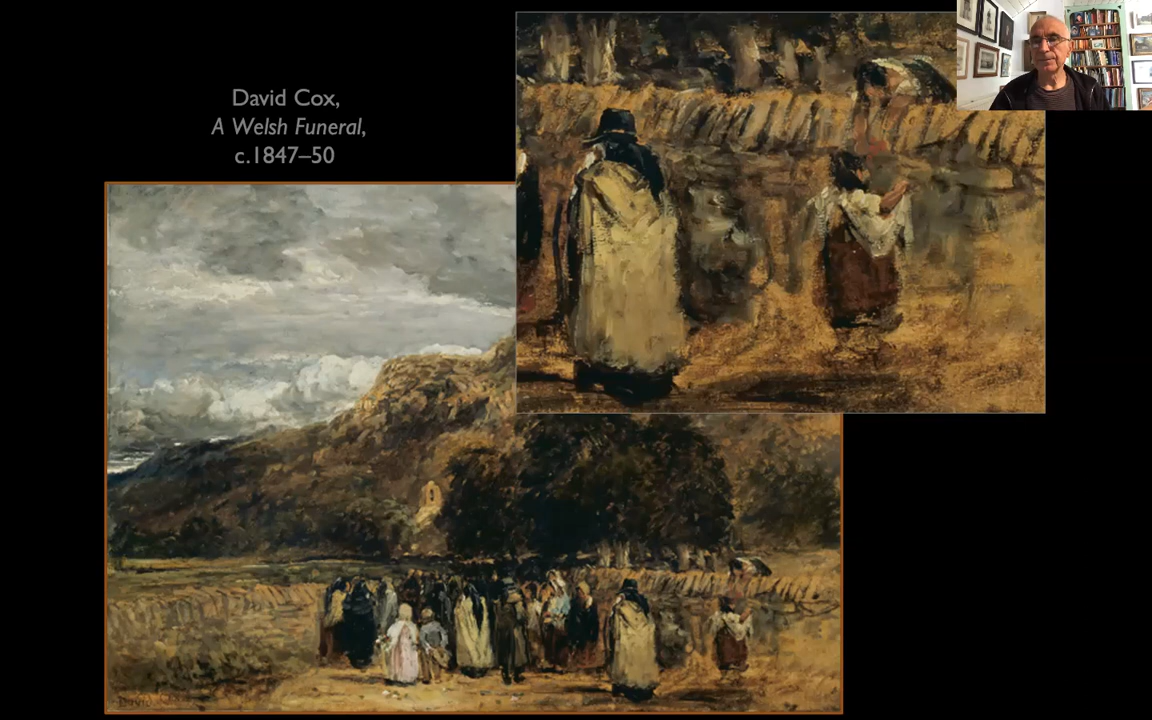 David Cox,
A Welsh Funeral,
c.1847–50